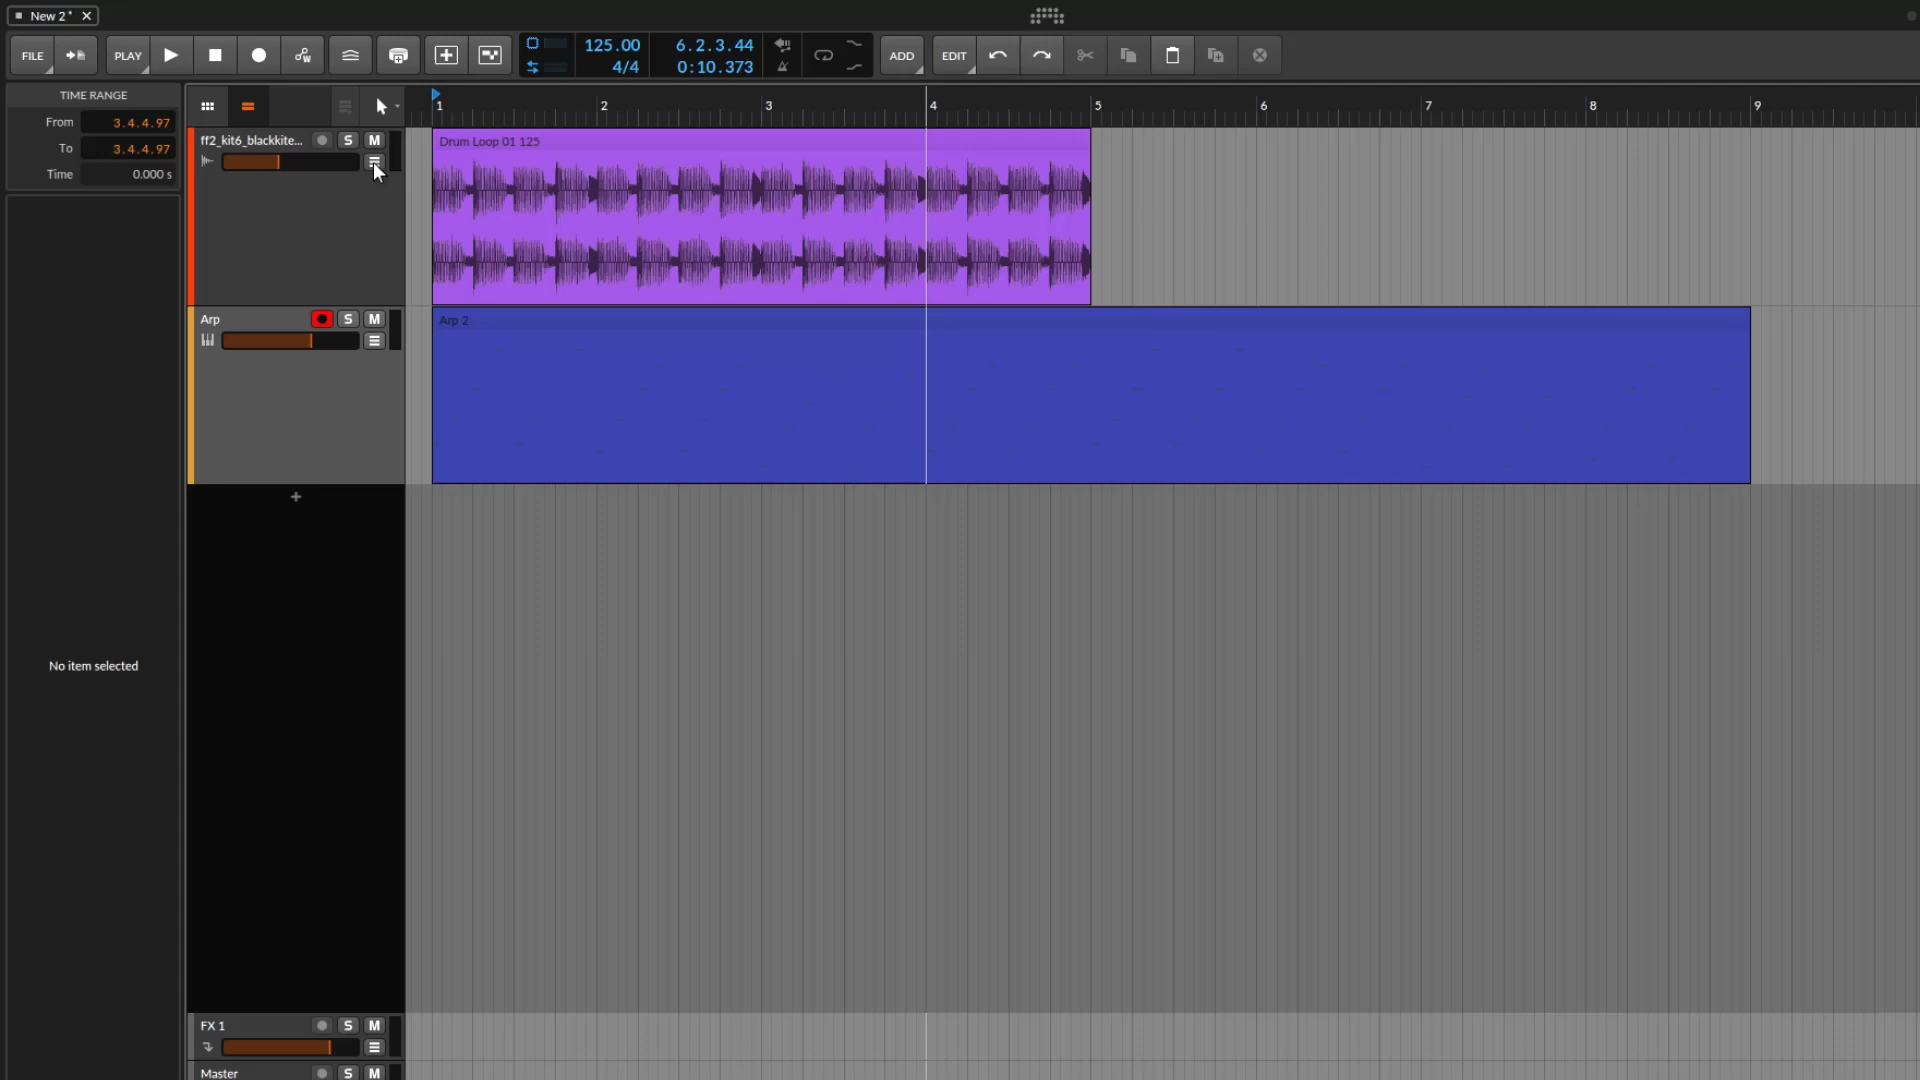 New 2*
FILE PLAY 125.00 4/4 6.2.3.44 0:10.373 ADD EDIT
TIME RANGE
From 3.4.4.97
To 3.4.4.97
Time 0.000 s
1 2 3 4 5 6 7 8 9
ff2_kit6_blackkite... S M
Drum Loop 01 125
Arp S M
Arp 2
+
No item selected
FX 1 S M
Master S M